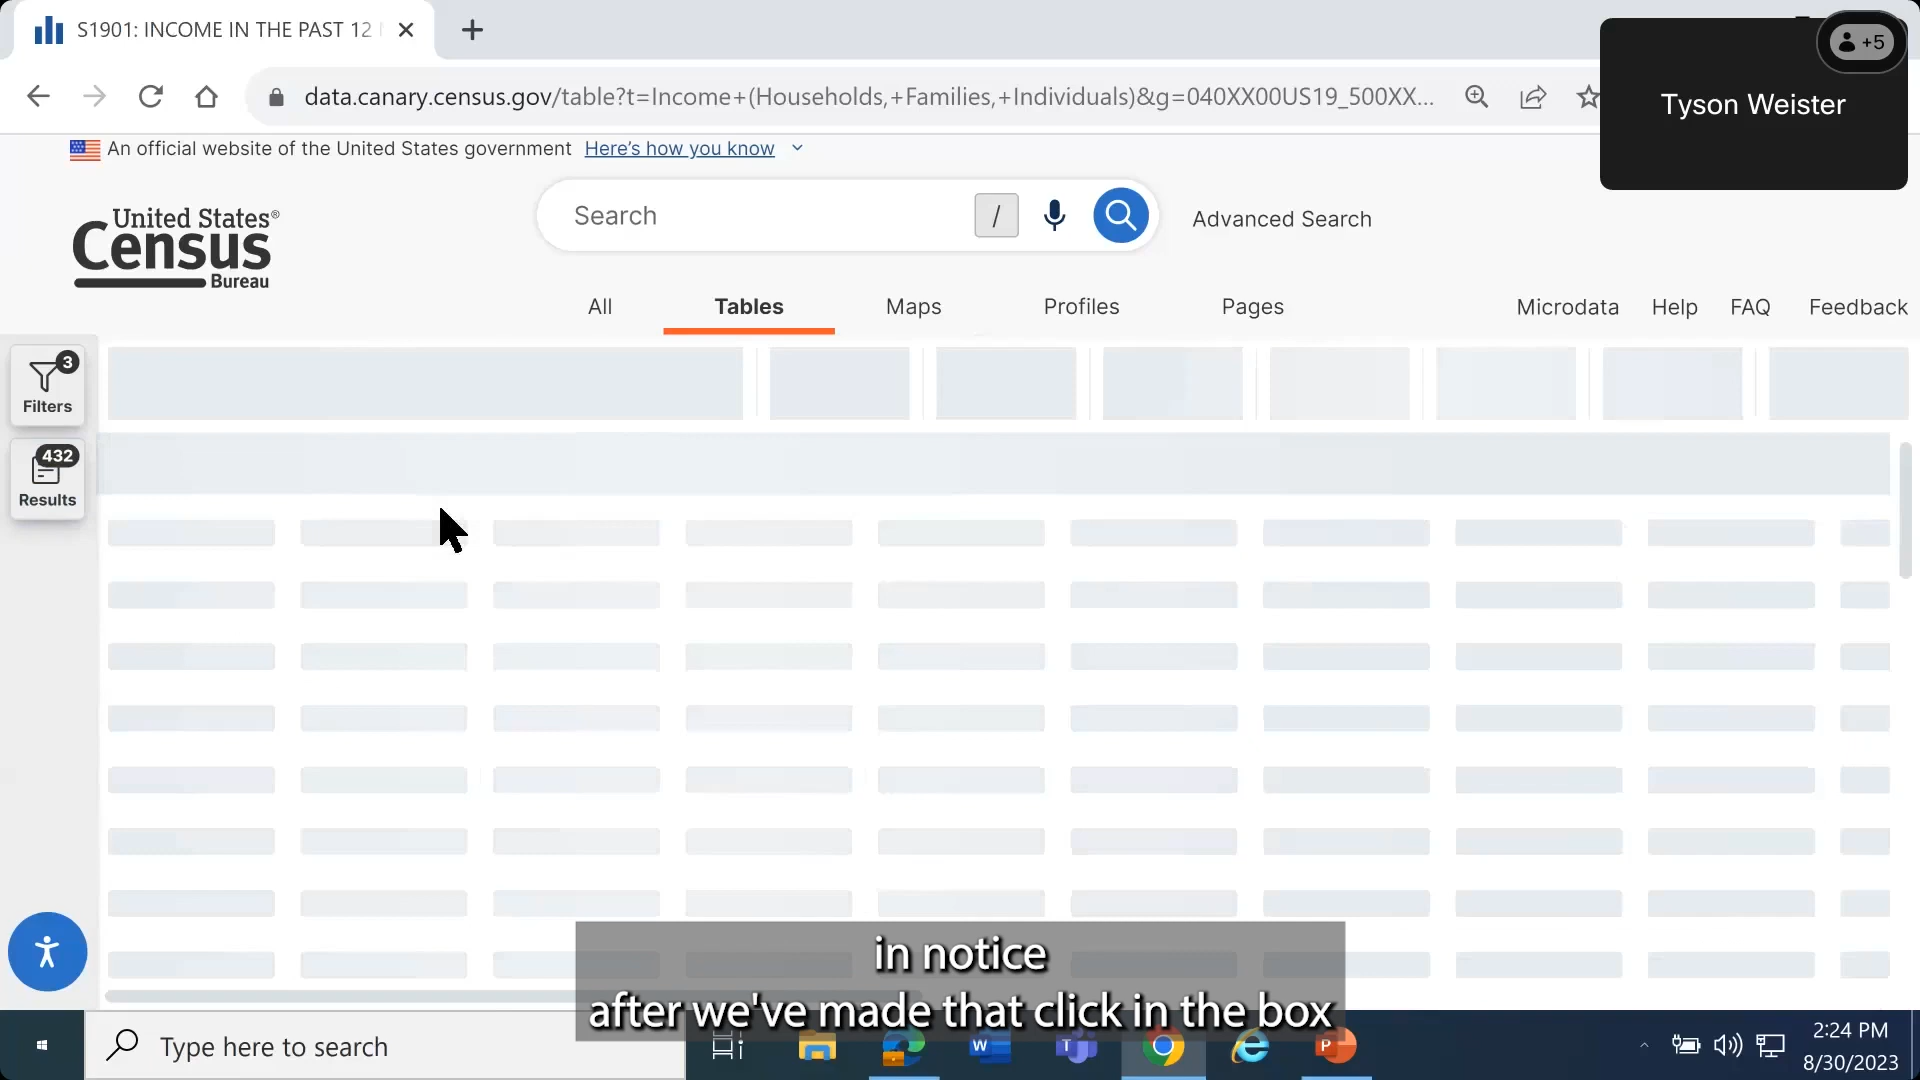 S1901: INCOME IN THE PAST 12
+5
Tyson Weister
data.canary.census.gov/table?t=Income+(Households,+Families,+Individuals)&g=040XX00US19_500XX...
An official website of the United States government Here's how you know
United States®
Census
Bureau
Search
/
Advanced Search
All
Tables
Maps
Profiles
Pages
Microdata
Help
FAQ
Feedback
3
Filters
432
Results
in notice
after we've made that click in the box
Type here to search
2:24 PM
8/30/2023